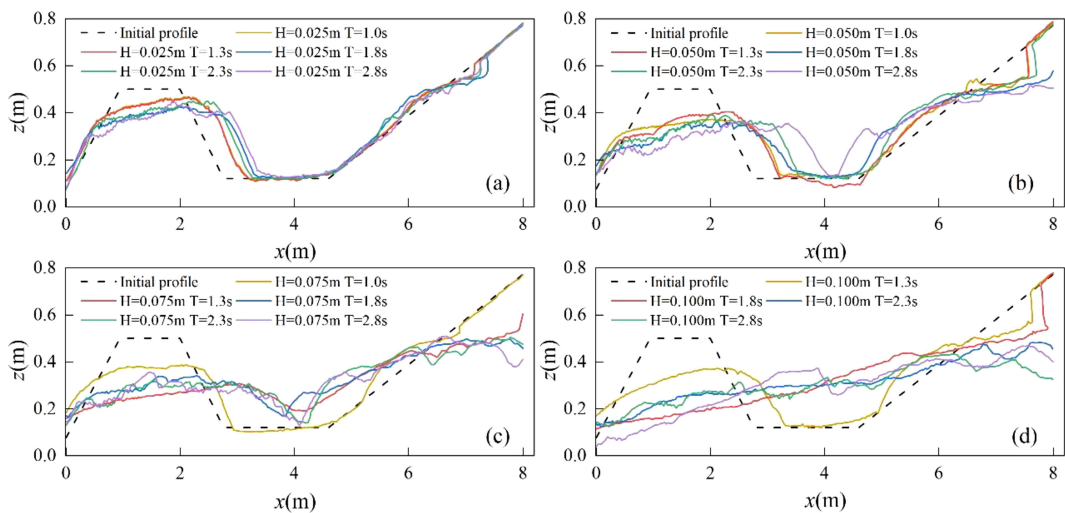 0.8
Initial profile
H=0.025m T=1.0s
H=0.025m T=1.3s
H=0.025m T=1.8s
H=0.025m T=2.3s
H=0.025m T=2.8s
0.6
z(m)
0.4
0.2
(a)
0.0
0 2 4 6 8
x(m)
0.8
Initial profile
H=0.050m T=1.0s
H=0.050m T=1.3s
H=0.050m T=1.8s
H=0.050m T=2.3s
H=0.050m T=2.8s
0.6
z(m)
0.4
0.2
(b)
0.0
0 2 4 6 8
x(m)
0.8
Initial profile
H=0.075m T=1.0s
H=0.075m T=1.3s
H=0.075m T=1.8s
H=0.075m T=2.3s
H=0.075m T=2.8s
0.6
z(m)
0.4
0.2
(c)
0.0
0 2 4 6 8
x(m)
0.8
Initial profile
H=0.100m T=1.3s
H=0.100m T=1.8s
H=0.100m T=2.3s
H=0.100m T=2.8s
0.6
z(m)
0.4
0.2
(d)
0.0
0 2 4 6 8
x(m)